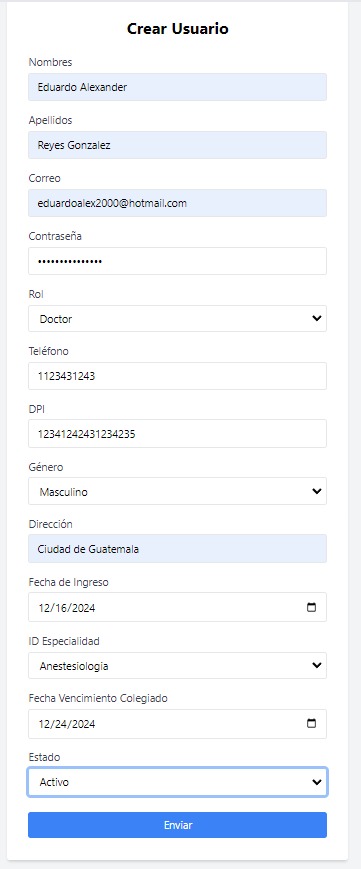 Crear Usuario
Nombres
Eduardo Alexander
Apellidos
Reyes Gonzalez
Correo
eduardoalex2000@hotmail.com
Contraseña
•••••••••••••••
Rol
Doctor
Teléfono
1123431243
DPI
12341242431234235
Género
Masculino
Dirección
Ciudad de Guatemala
Fecha de Ingreso
12/16/2024
ID Especialidad
Anestesiologia
Fecha Vencimiento Colegiado
12/24/2024
Estado
Activo
Enviar